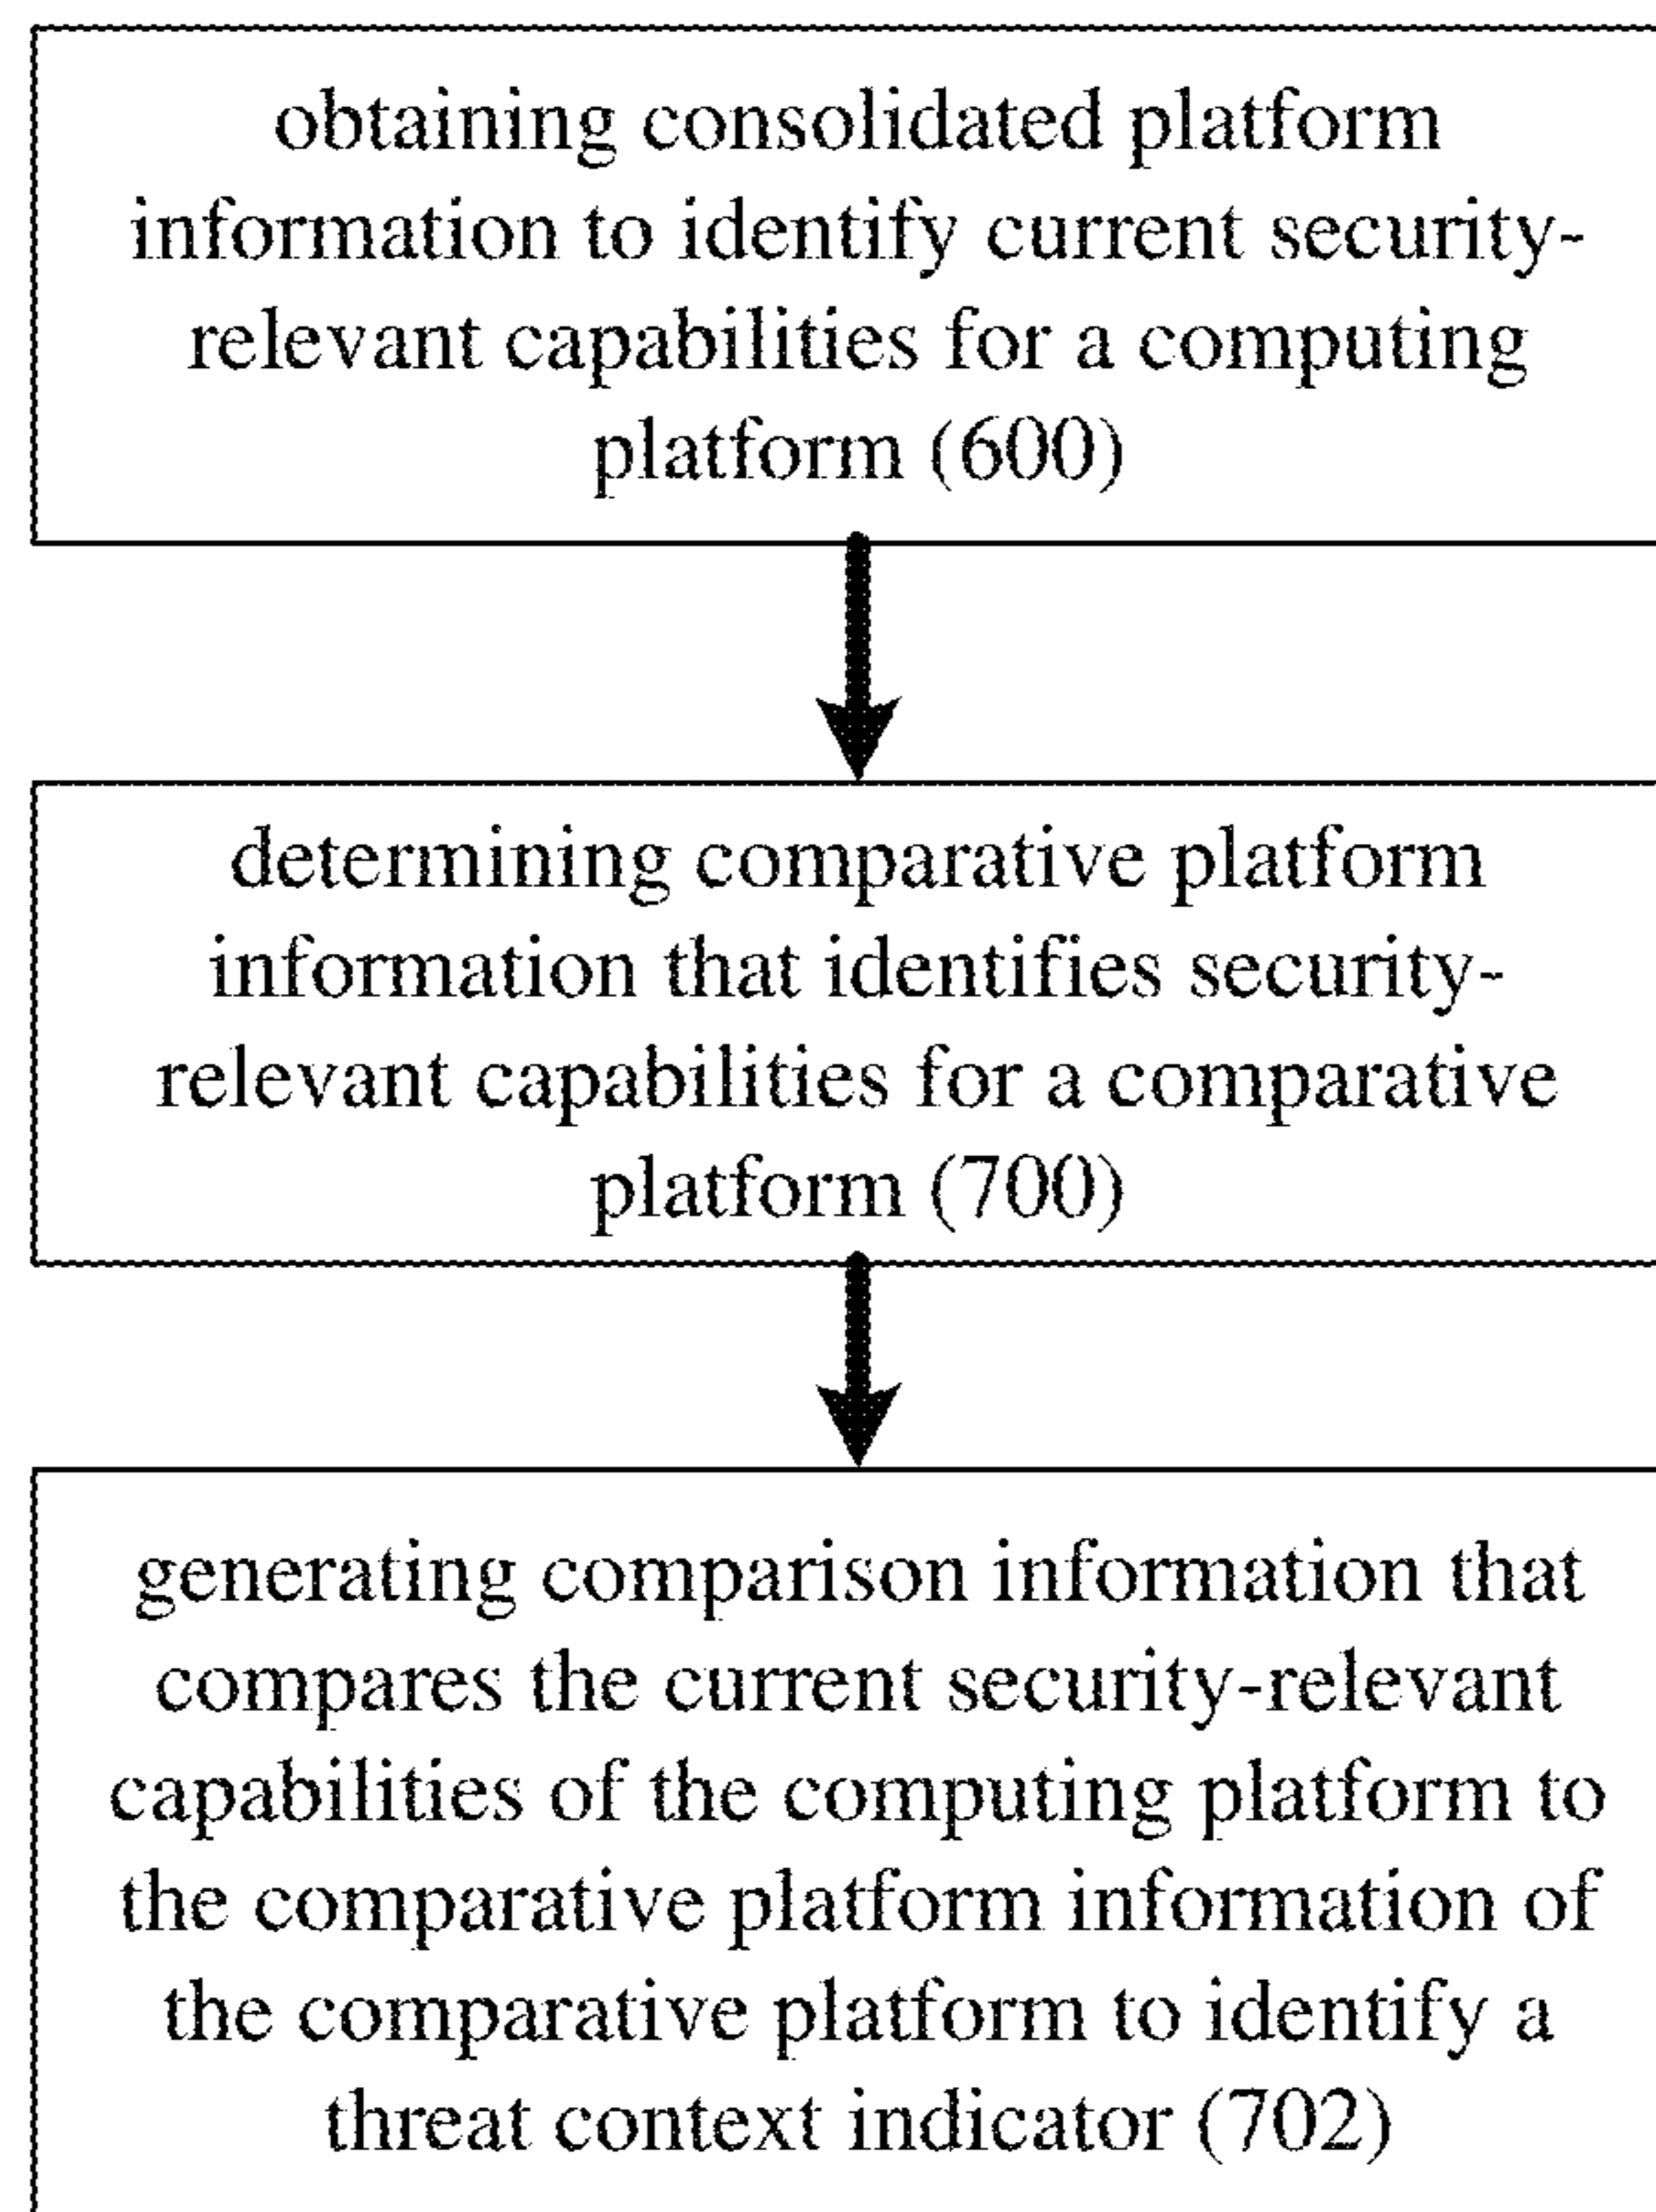 obtaining consolidated platform
information to identify current security-
relevant capabilities for a computing
platform (600)
determining comparative platform
information that identifies security-
relevant capabilities for a comparative
platform (700)
generating comparison information that
compares the current security-relevant
capabilities of the computing platform to
the comparative platform information of
the comparative platform to identify a
threat context indicator (702)